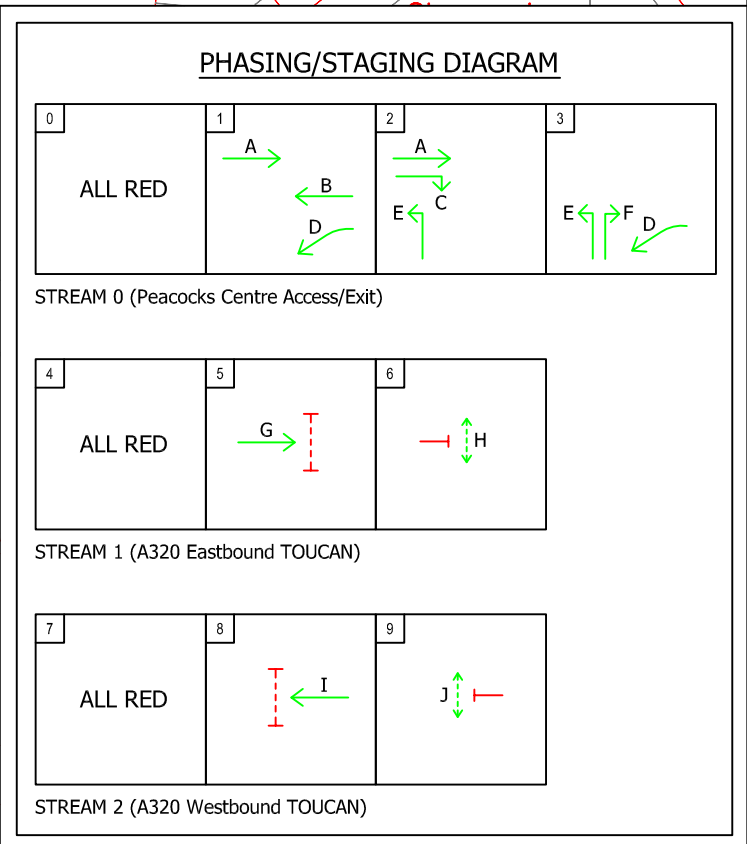 PHASING/STAGING DIAGRAM
0
ALL RED
1
A
B
D
2
A
C
E
3
E
F
D
STREAM 0 (Peacocks Centre Access/Exit)
4
ALL RED
5
G
6
H
STREAM 1 (A320 Eastbound TOUCAN)
7
ALL RED
8
I
9
J
STREAM 2 (A320 Westbound TOUCAN)